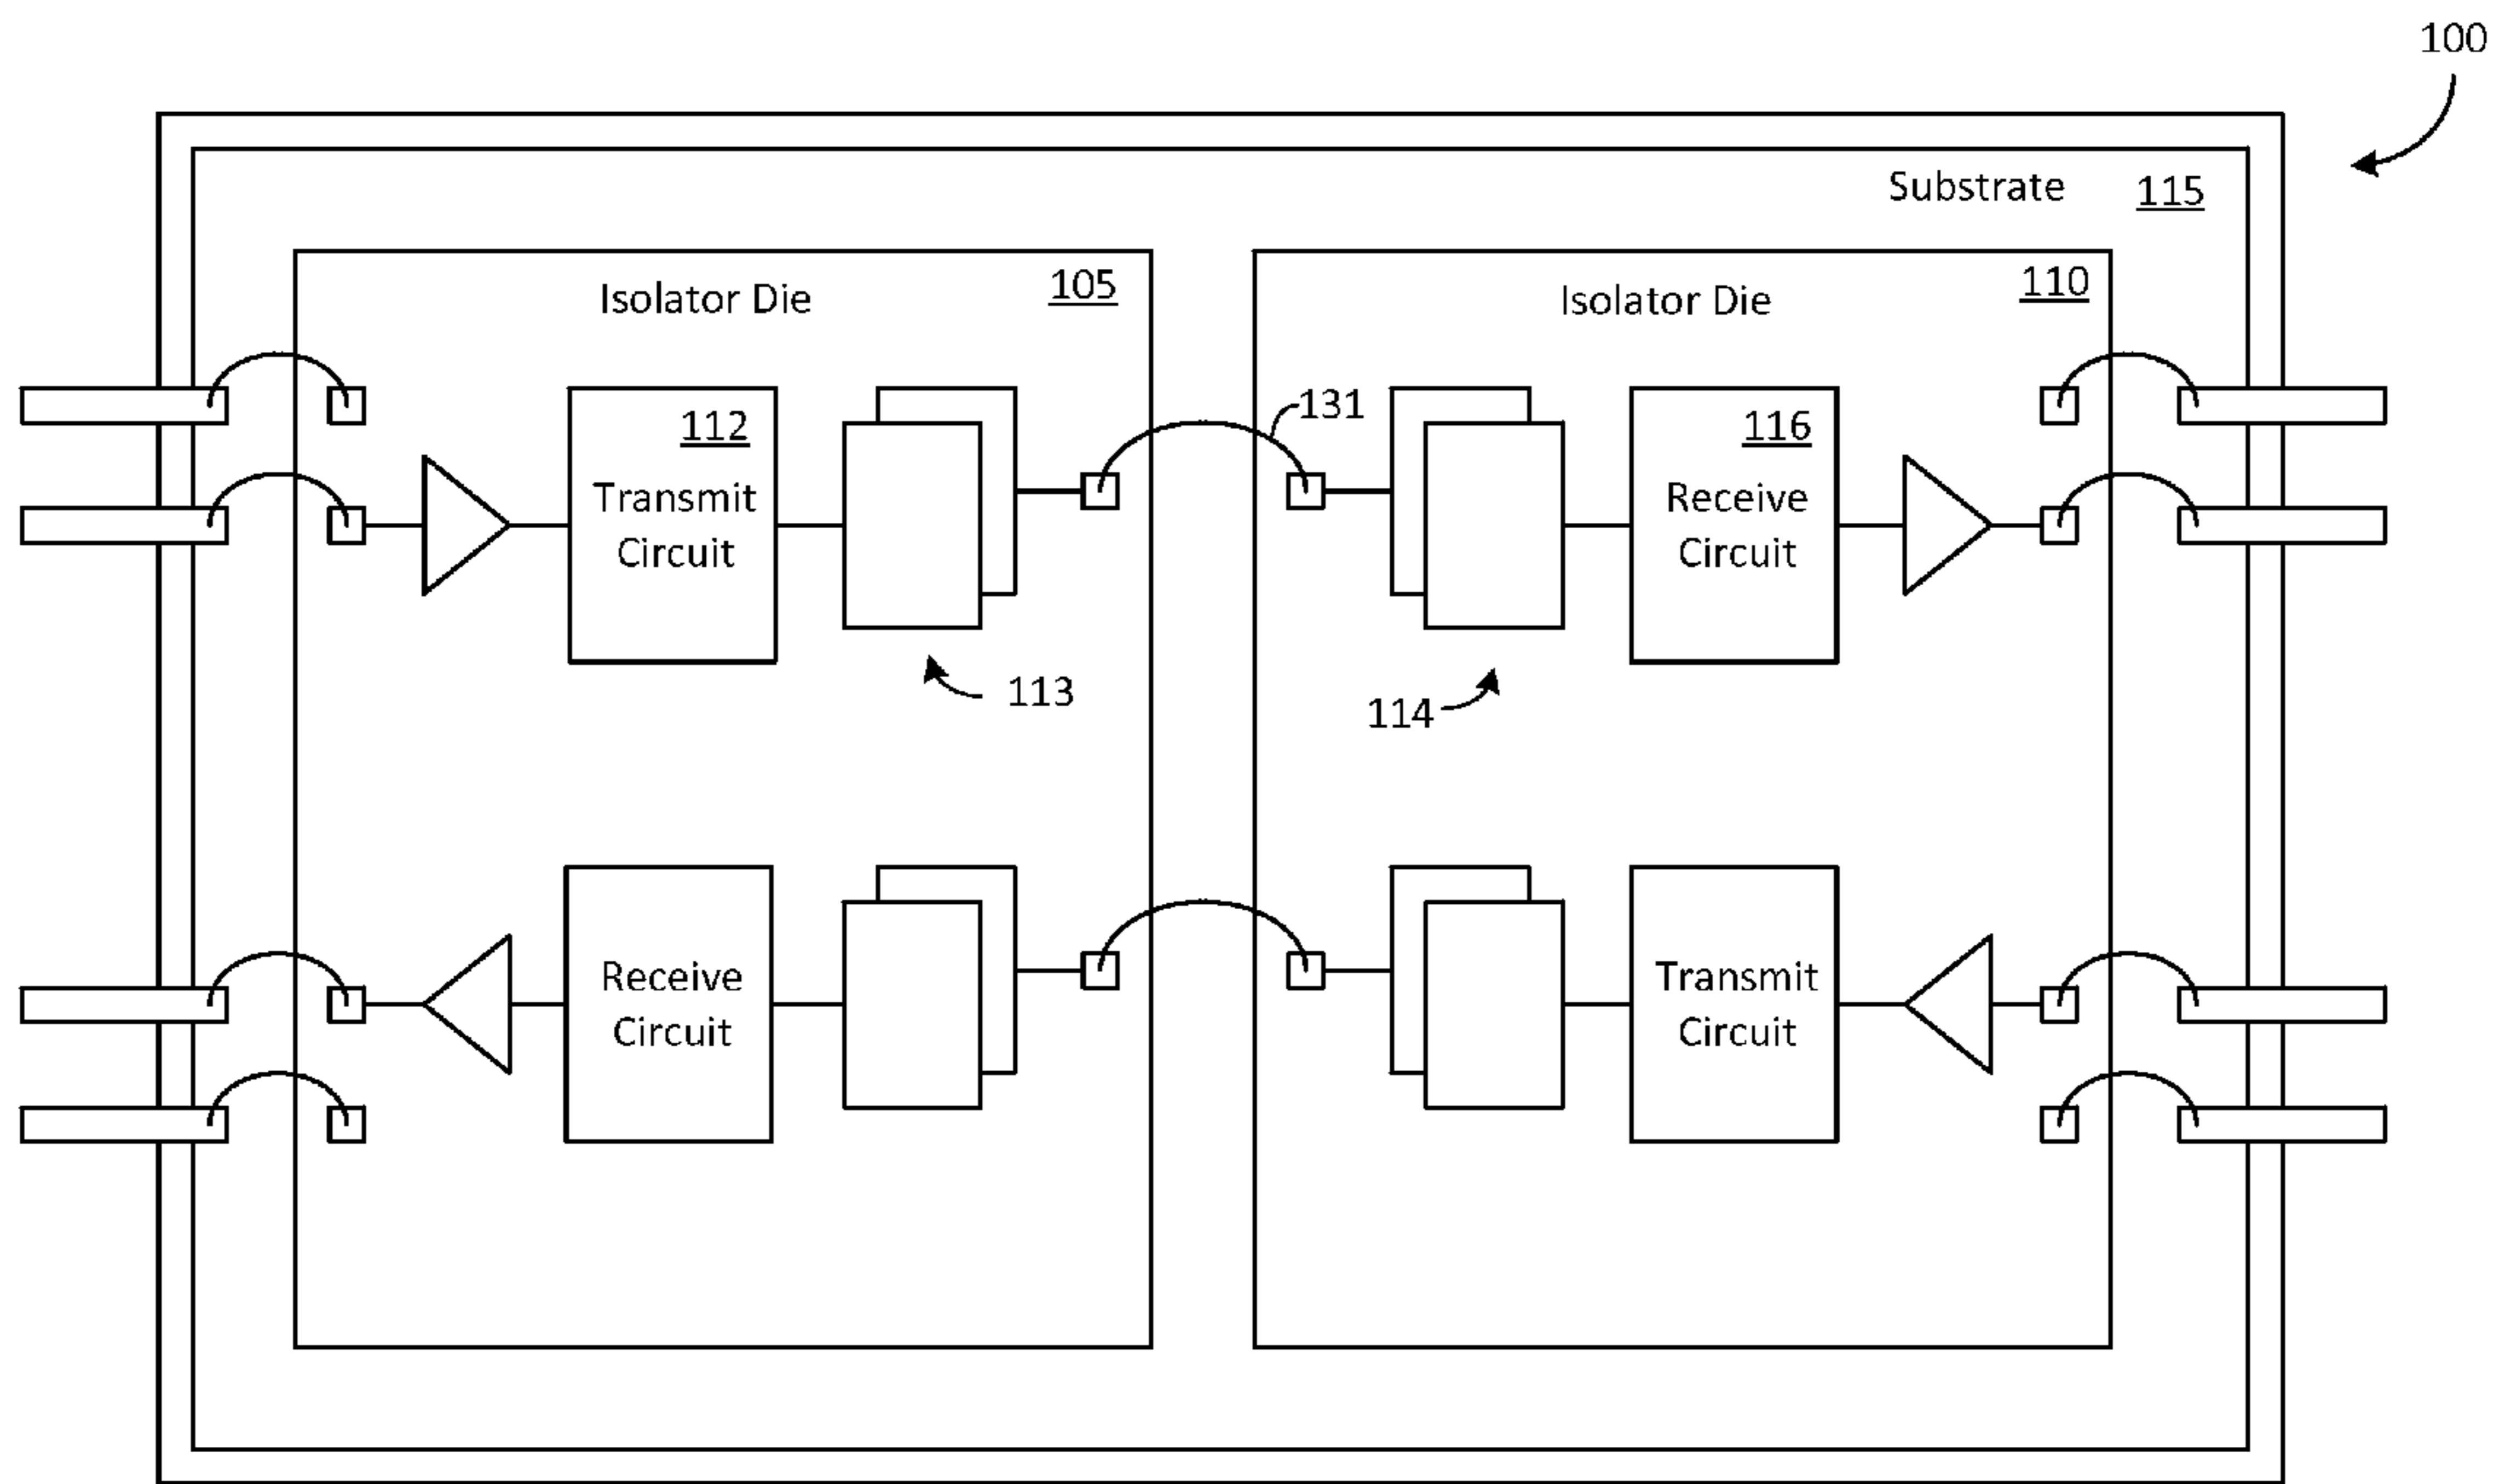 100
Substrate 115
Isolator Die 105
Isolator Die 110
131
112
Transmit
Circuit
116
Receive
Circuit
113
114
Receive
Circuit
Transmit
Circuit